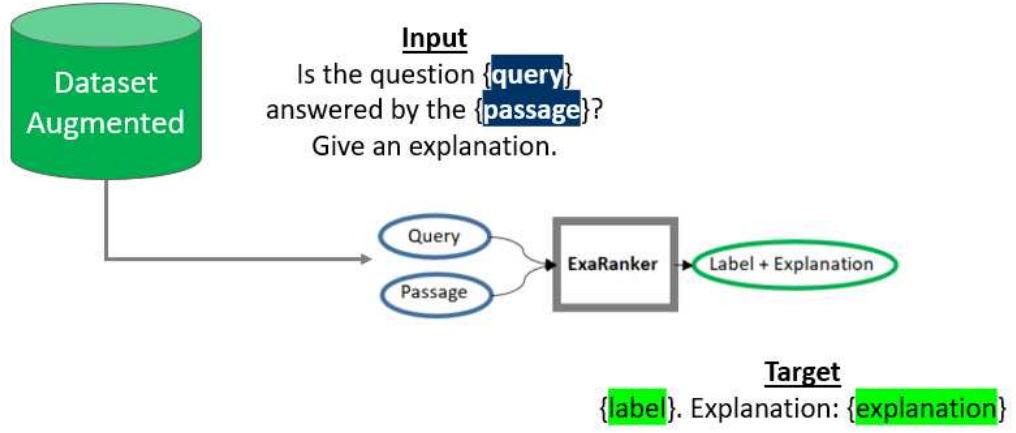 Dataset
Augmented
Input
Is the question {query}
answered by the {passage}?
Give an explanation.
Query
Passage
ExaRanker
Label + Explanation
Target
{label}. Explanation: {explanation}